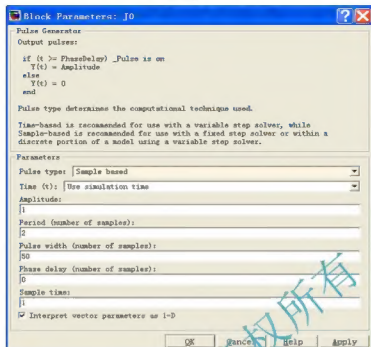 Block Parameters: J0
Pulse Generator
Output pulses:
if (t >= PhaseDelay) _Pulse is on
Y(t) = Amplitude
else
Y(t) = 0
end
Pulse type determines the computational technique used.
Time-based is recommended for use with a variable step solver, while
Sample-based is recommended for use with a fixed step solver or within a
discrete portion of a model using a variable step solver.
Parameters
Pulse type: Sample based
Time (t): Use simulation time
Amplitude:
1
Period (number of samples):
2
Pulse width (number of samples):
50
Phase delay (number of samples):
0
Sample time:
1
Interpret vector parameters as 1-D
OK Cancel Help Apply
权所有